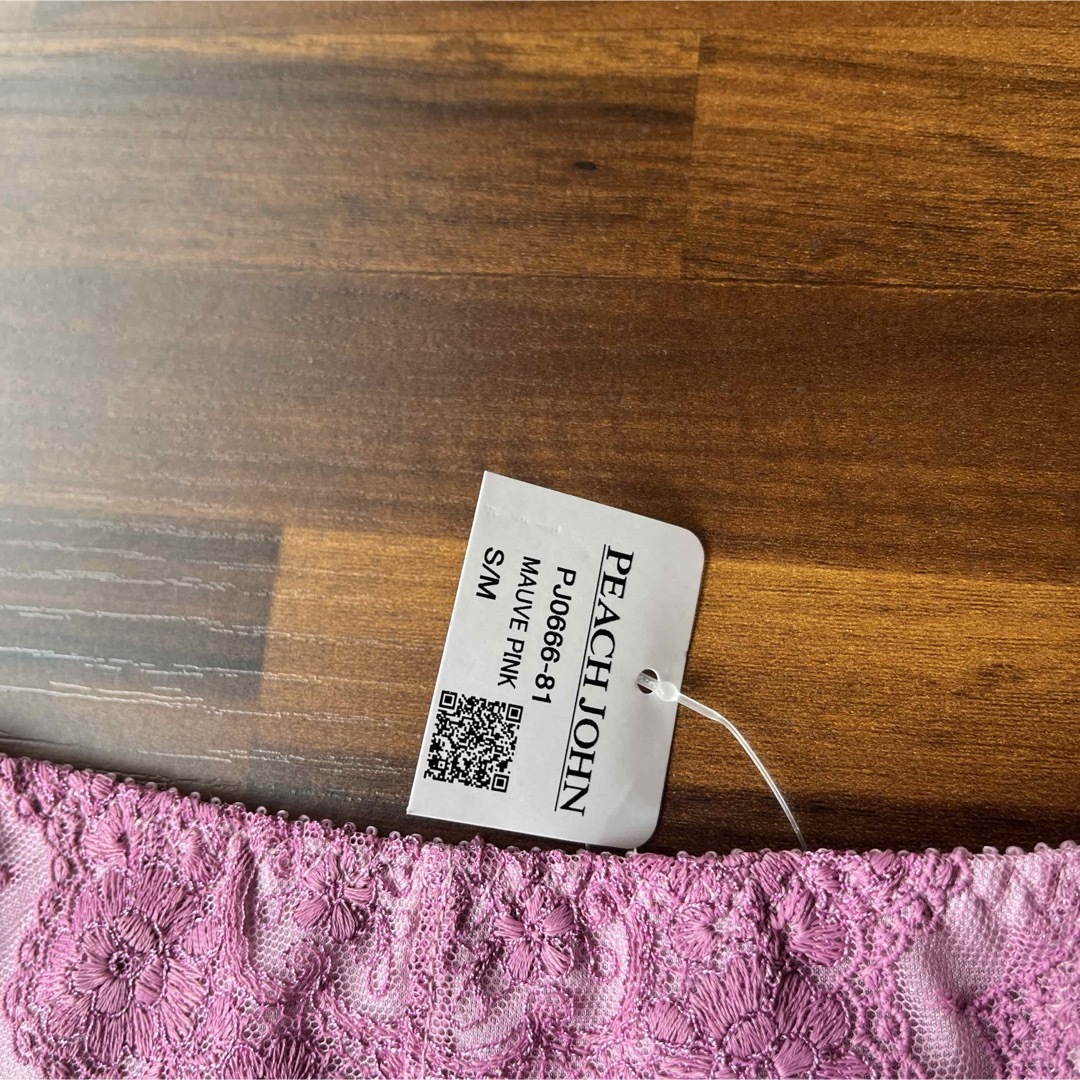 PEACH JOHN
PJ0666-81
MAUVE PINK
S/M